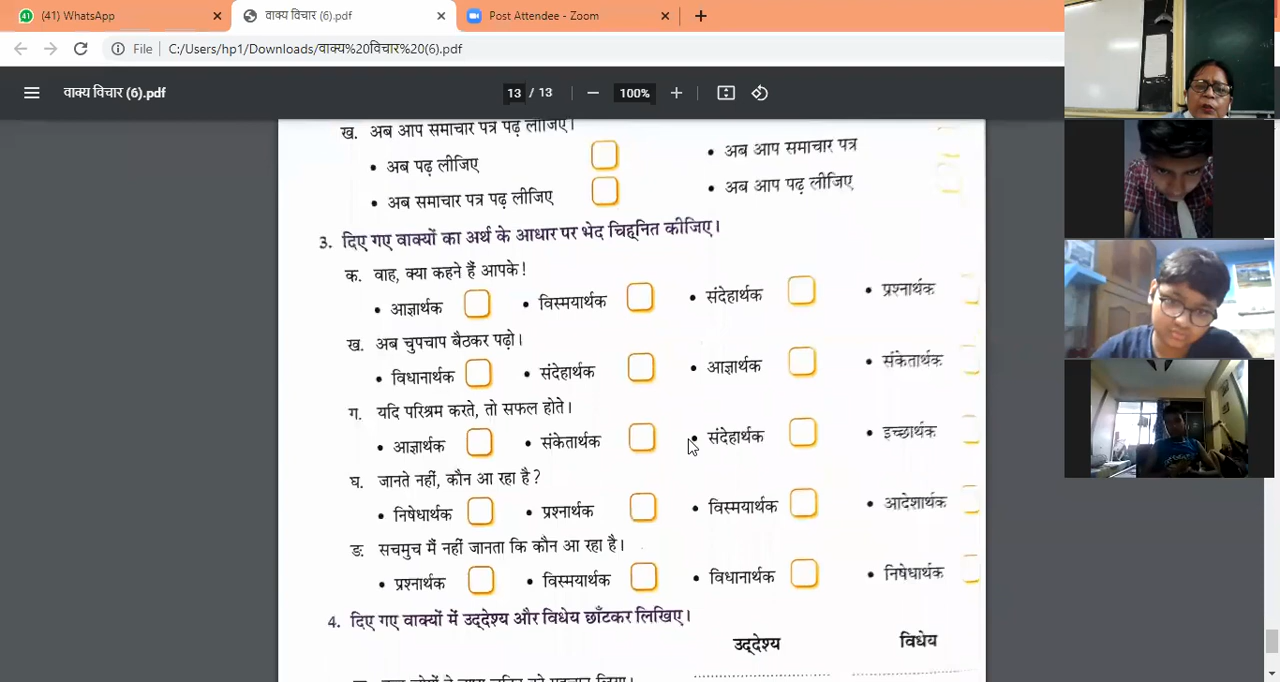 (41) WhatsApp
वाक्य विचार (6).pdf
Post Attendee - Zoom
File
C:/Users/hp1/Downloads/वाक्य%20विचार%20(6).pdf
वाक्य विचार (6).pdf
13 / 13
100%
ख. अब आप समाचार पत्र पढ़ लीजिए।
• अब पढ़ लीजिए • अब आप समाचार पत्र
• अब समाचार पत्र पढ़ लीजिए • अब आप पढ़ लीजिए
3. दिए गए वाक्यों का अर्थ के आधार पर भेद चिह्नित कीजिए।
क. वाह, क्या कहने हैं आपके!
• आज्ञार्थक • विस्मयार्थक • संदेहार्थक • प्रश्नार्थक
ख. अब चुपचाप बैठकर पढ़ो।
• विधानार्थक • संदेहार्थक • आज्ञार्थक • संकेतार्थक
ग. यदि परिश्रम करते, तो सफल होते।
• आज्ञार्थक • संकेतार्थक • संदेहार्थक • इच्छार्थक
घ. जानते नहीं, कौन आ रहा है?
• निषेधार्थक • प्रश्नार्थक • विस्मयार्थक • आदेशार्थक
ङ सचमुच मैं नहीं जानता कि कौन आ रहा है।
• प्रश्नार्थक • विस्मयार्थक • विधानार्थक • निषेधार्थक
4. दिए गए वाक्यों में उद्देश्य और विधेय छाँटकर लिखिए।
उद्देश्य विधेय